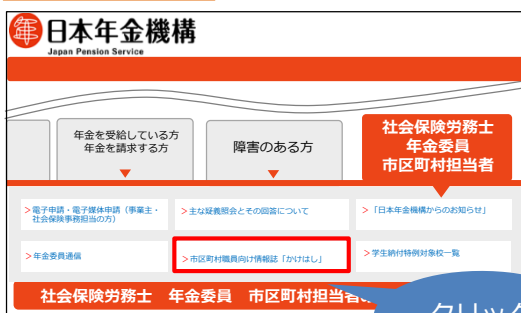 年
日本年金機構
Japan Pension Service
年金を受給している方
年金を請求する方
障害のある方
社会保険労務士
年金委員
市区町村担当者
>電子申請・電子媒体申請（事業主・
社会保険事務担当の方）
>主な疑義照会とその回答について
>「日本年金機構からのお知らせ」
>年金委員通信
>市区町村職員向け情報誌「かけはし」
>学生納付特例対象校一覧
社会保険労務士 年金委員 市区町村担当者
クリック